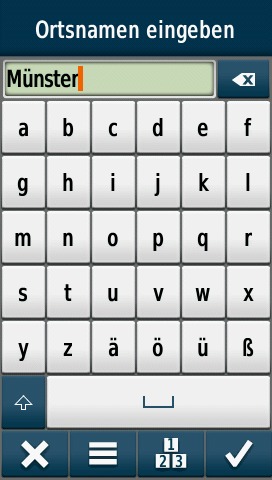 Ortsnamen eingeben
Münster
a b c d e f
g h i j k l
m n o p q r
s t u v w x
y z ä ö ü ß
1
2 3